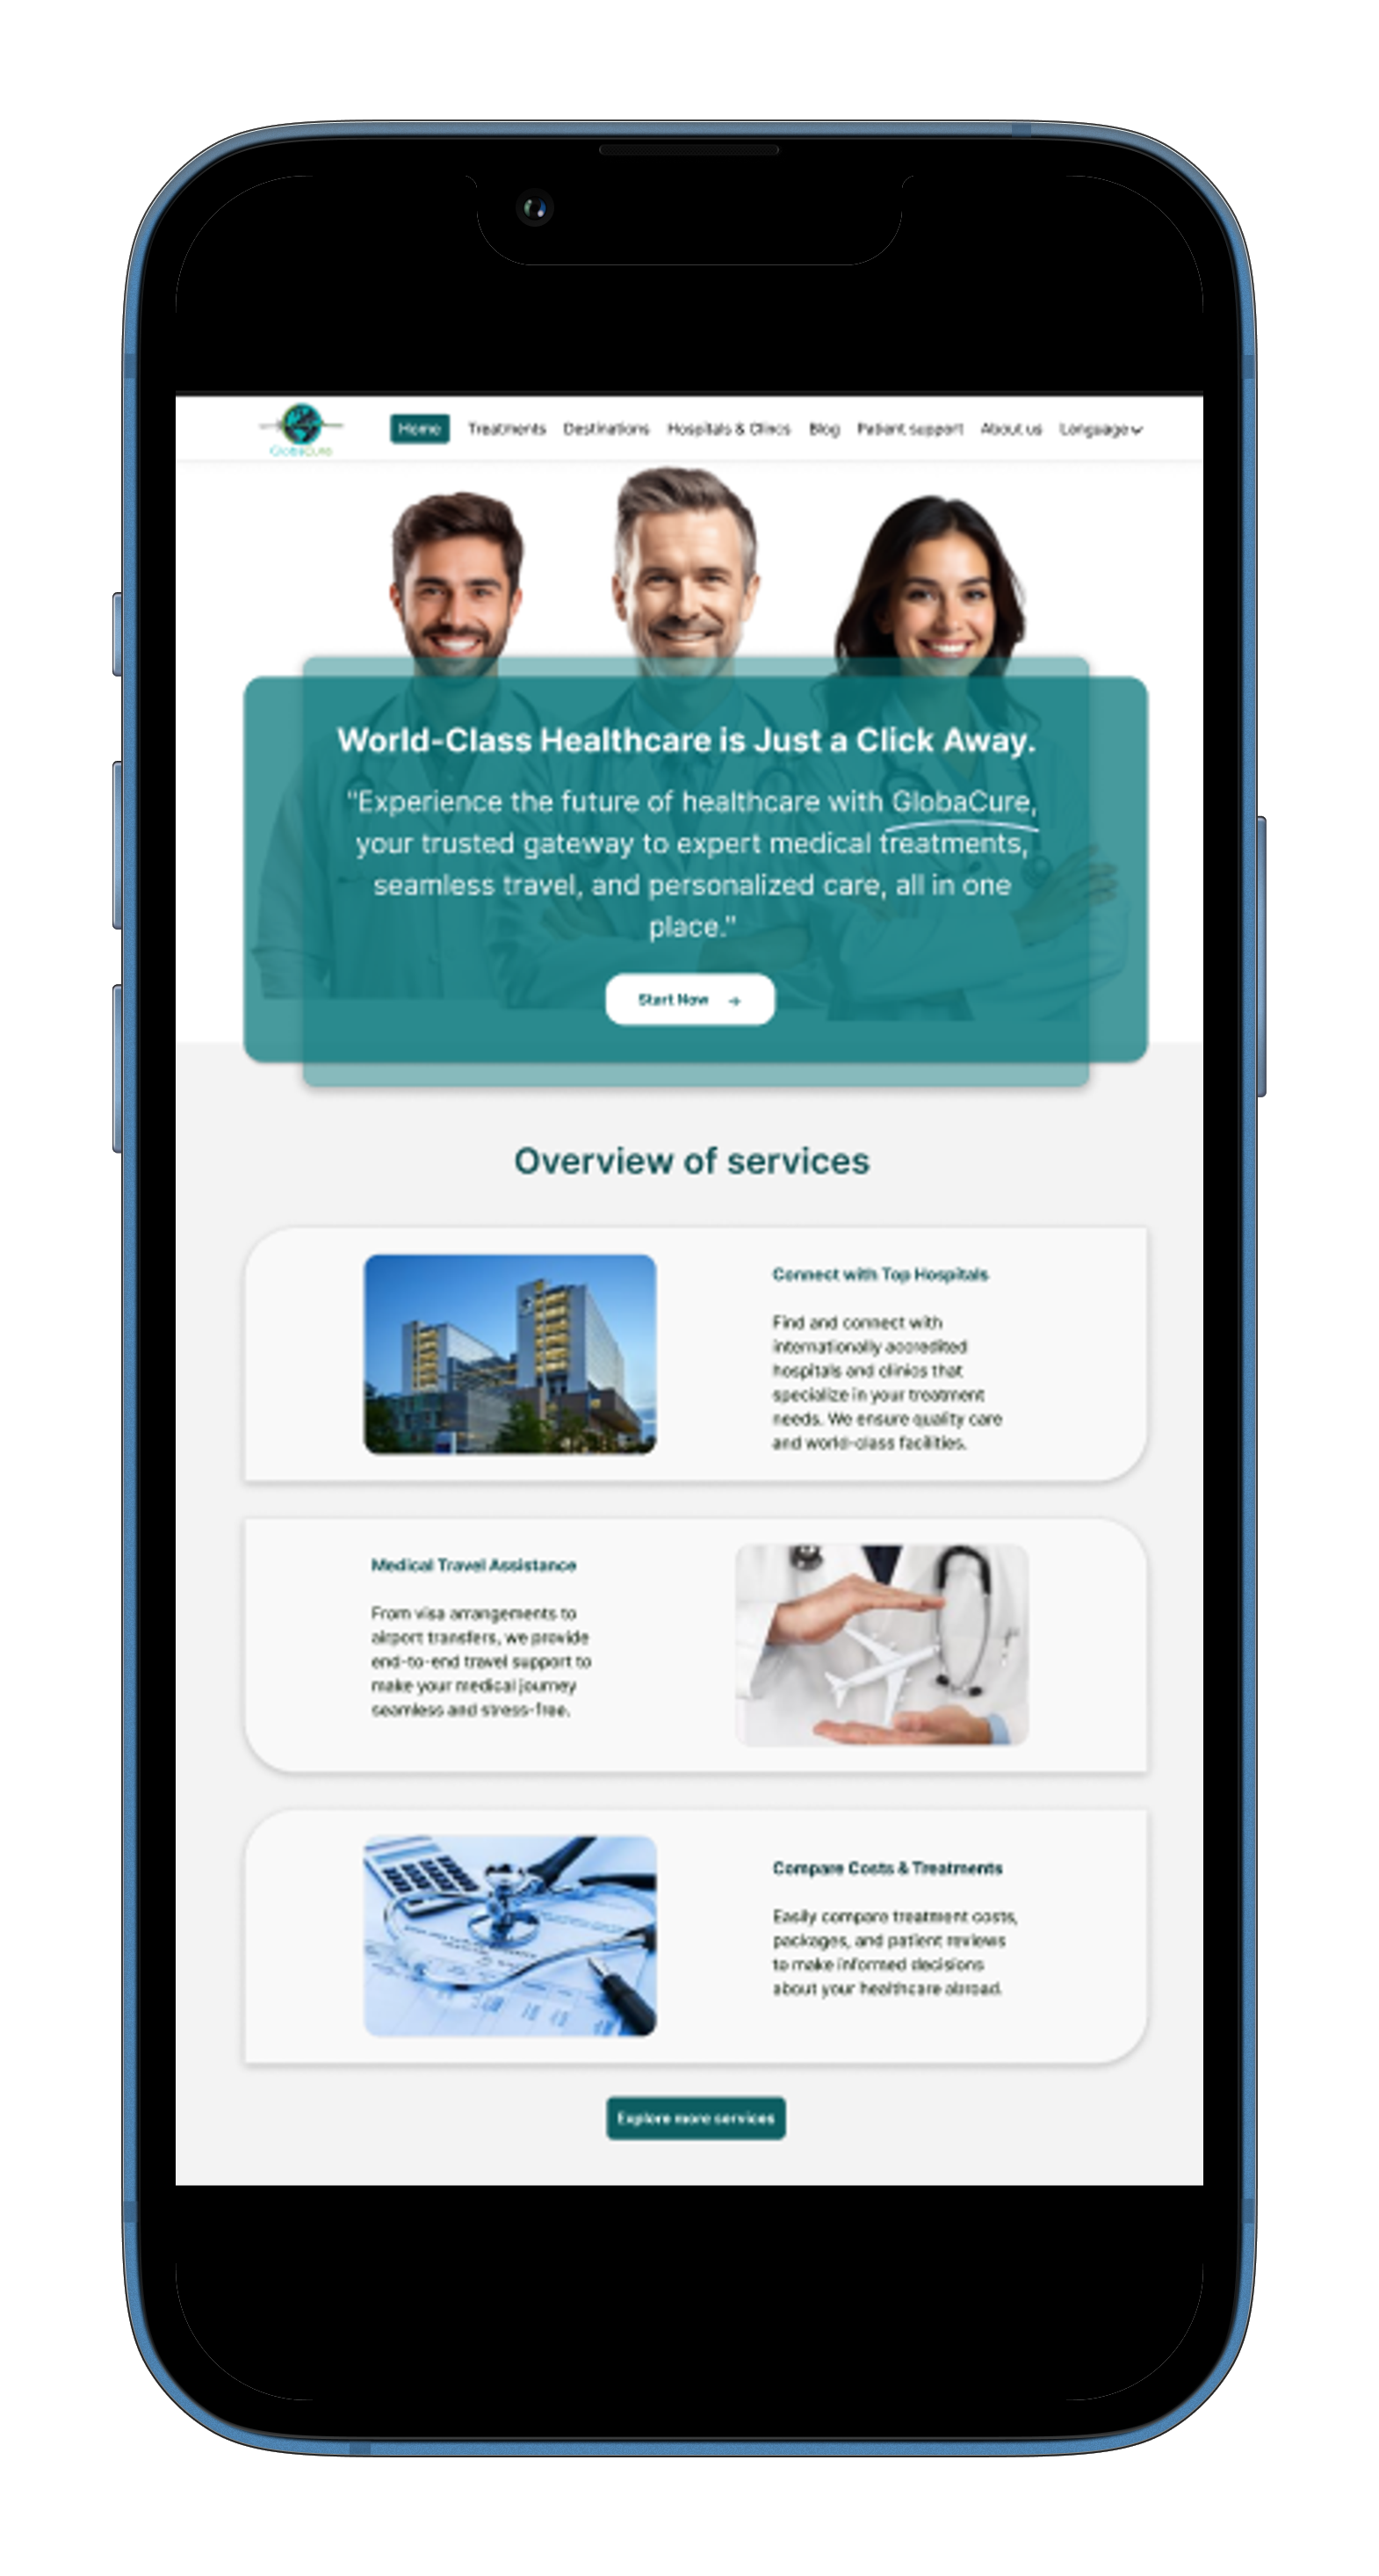 GlobaCure
Home Treatments Destinations Hospitals & Clincs Blog Patient support About us Language
World-Class Healthcare is Just a Click Away.
"Experience the future of healthcare with GlobaCure,
your trusted gateway to expert medical treatments,
seamless travel, and personalized care, all in one
place."
Start Now →
Overview of services
Connect with Top Hospitals
Find and connect with
internationally accredited
hospitals and clinics that
specialize in your treatment
needs. We ensure quality care
and world-class facilities.
Medical Travel Assistance
From visa arrangements to
airport transfers, we provide
end-to-end travel support to
make your medical journey
seamless and stress-free.
Compare Costs & Treatments
Easily compare treatment costs,
packages, and patient reviews
to make informed decisions
about your healthcare abroad.
Explore more services